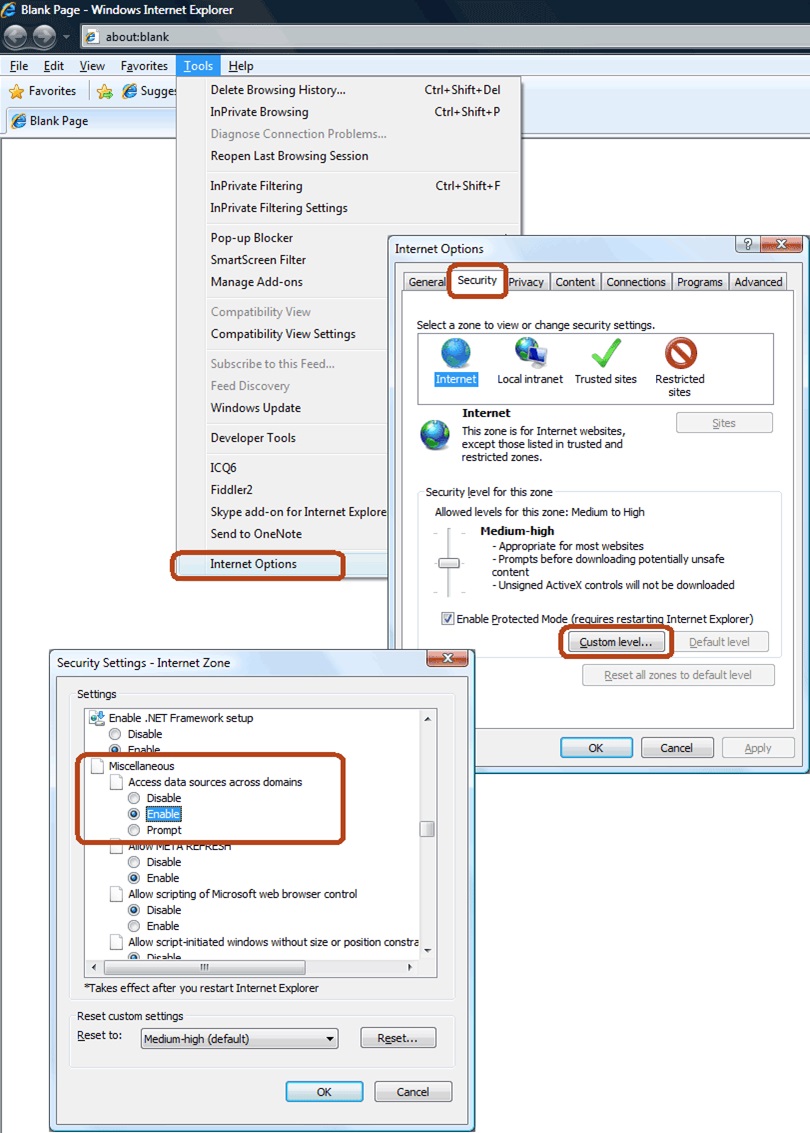 Blank Page - Windows Internet Explorer
about:blank
File Edit View Favorites Tools Help
Favorites
Blank Page
Delete Browsing History... Ctrl+Shift+Del
InPrivate Browsing Ctrl+Shift+P
Diagnose Connection Problems...
Reopen Last Browsing Session
InPrivate Filtering Ctrl+Shift+F
InPrivate Filtering Settings
Pop-up Blocker
SmartScreen Filter
Manage Add-ons
Compatibility View
Compatibility View Settings
Subscribe to this Feed...
Feed Discovery
Windows Update
Developer Tools
ICQ6
Fiddler2
Skype add-on for Internet Explore
Send to OneNote
Internet Options
Internet Options
General Security Privacy Content Connections Programs Advanced
Select a zone to view or change security settings.
Internet Local intranet Trusted sites Restricted
sites
Internet
Sites
This zone is for Internet websites,
except those listed in trusted and
restricted zones.
Security level for this zone
Allowed levels for this zone: Medium to High
Medium-high
- Appropriate for most websites
- Prompts before downloading potentially unsafe
content
- Unsigned ActiveX controls will not be downloaded
Enable Protected Mode (requires restarting Internet Explorer)
Custom level... Default level
Reset all zones to default level
OK Cancel Apply
Security Settings - Internet Zone
Settings
Enable .NET Framework setup
Disable
Enable
Miscellaneous
Access data sources across domains
Disable
Enable
Prompt
Allow META REFRESH
Disable
Enable
Allow scripting of Microsoft web browser control
Disable
Enable
Allow script-initiated windows without size or position constra
Disable
*Takes effect after you restart Internet Explorer
Reset custom settings
Reset to: Medium-high (default) Reset...
OK Cancel